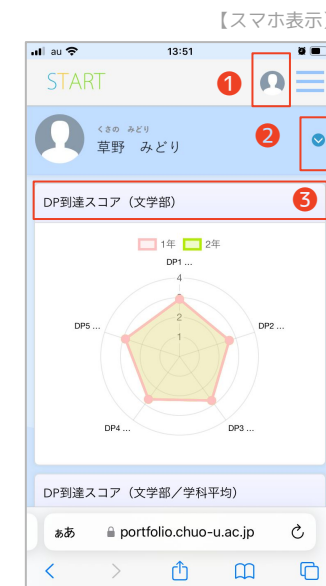 【スマホ表示】
au 13:51
START
1
2
くさの みどり
草野 みどり
DP到達スコア（文学部）
3
1年 2年
DP1 ...
4
2
1
DP5 ...
DP2 ...
DP4 ...
DP3 ...
DP到達スコア（文学部／学科平均）
ぁあ portfolio.chuo-u.ac.jp